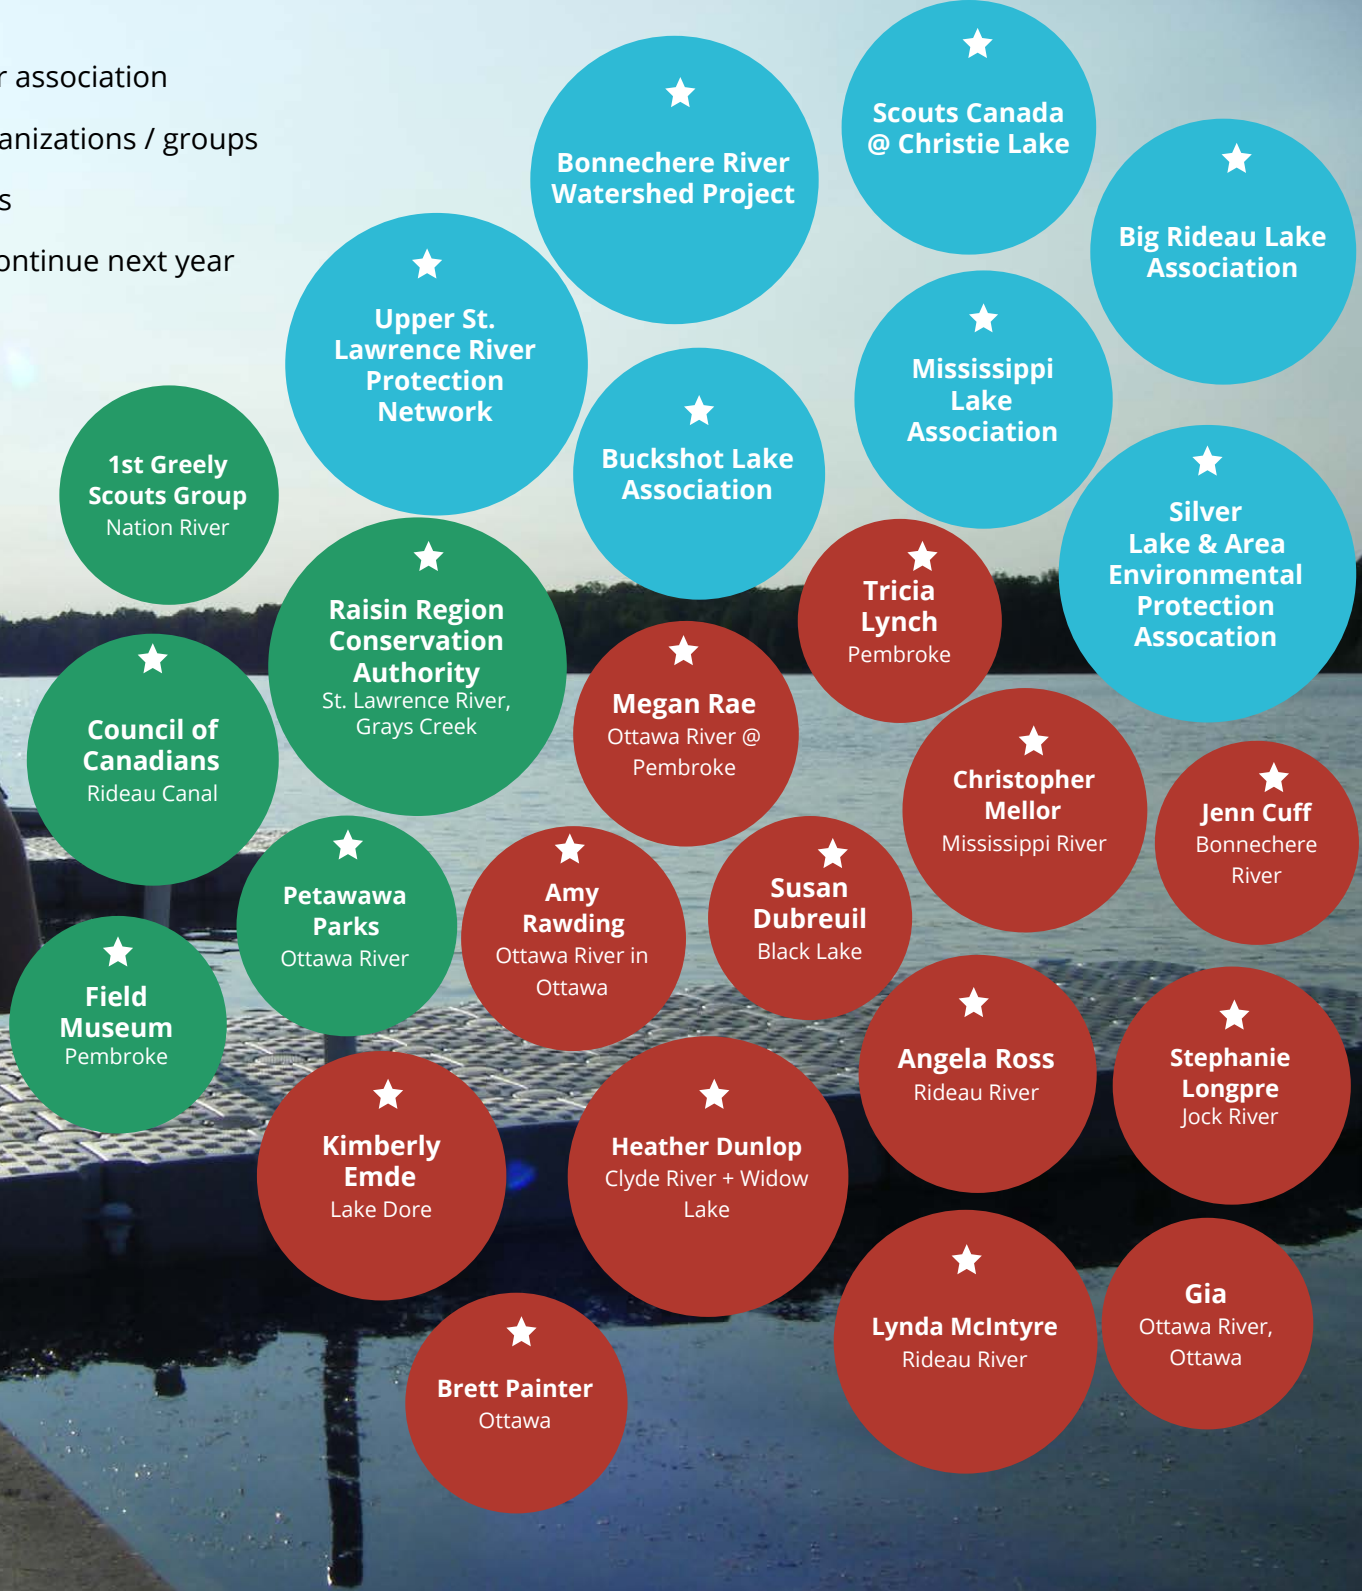 r association
anizations / groups
s
ontinue next year
Scouts Canada
@ Christie Lake
Bonnechere River
Watershed Project
Big Rideau Lake
Association
Upper St.
Lawrence River
Protection
Network
Mississippi
Lake
Association
Buckshot Lake
Association
1st Greely
Scouts Group
Nation River
Silver
Lake & Area
Environmental
Protection
Assocation
Raisin Region
Conservation
Authority
St. Lawrence River,
Grays Creek
Tricia
Lynch
Pembroke
Council of
Canadians
Rideau Canal
Megan Rae
Ottawa River @
Pembroke
Christopher
Mellor
Mississippi River
Jenn Cuff
Bonnechere
River
Petawawa
Parks
Ottawa River
Amy
Rawding
Ottawa River in
Ottawa
Susan
Dubreuil
Black Lake
Field
Museum
Pembroke
Angela Ross
Rideau River
Stephanie
Longpre
Jock River
Kimberly
Emde
Lake Dore
Heather Dunlop
Clyde River + Widow
Lake
Lynda McIntyre
Rideau River
Gia
Ottawa River,
Ottawa
Brett Painter
Ottawa